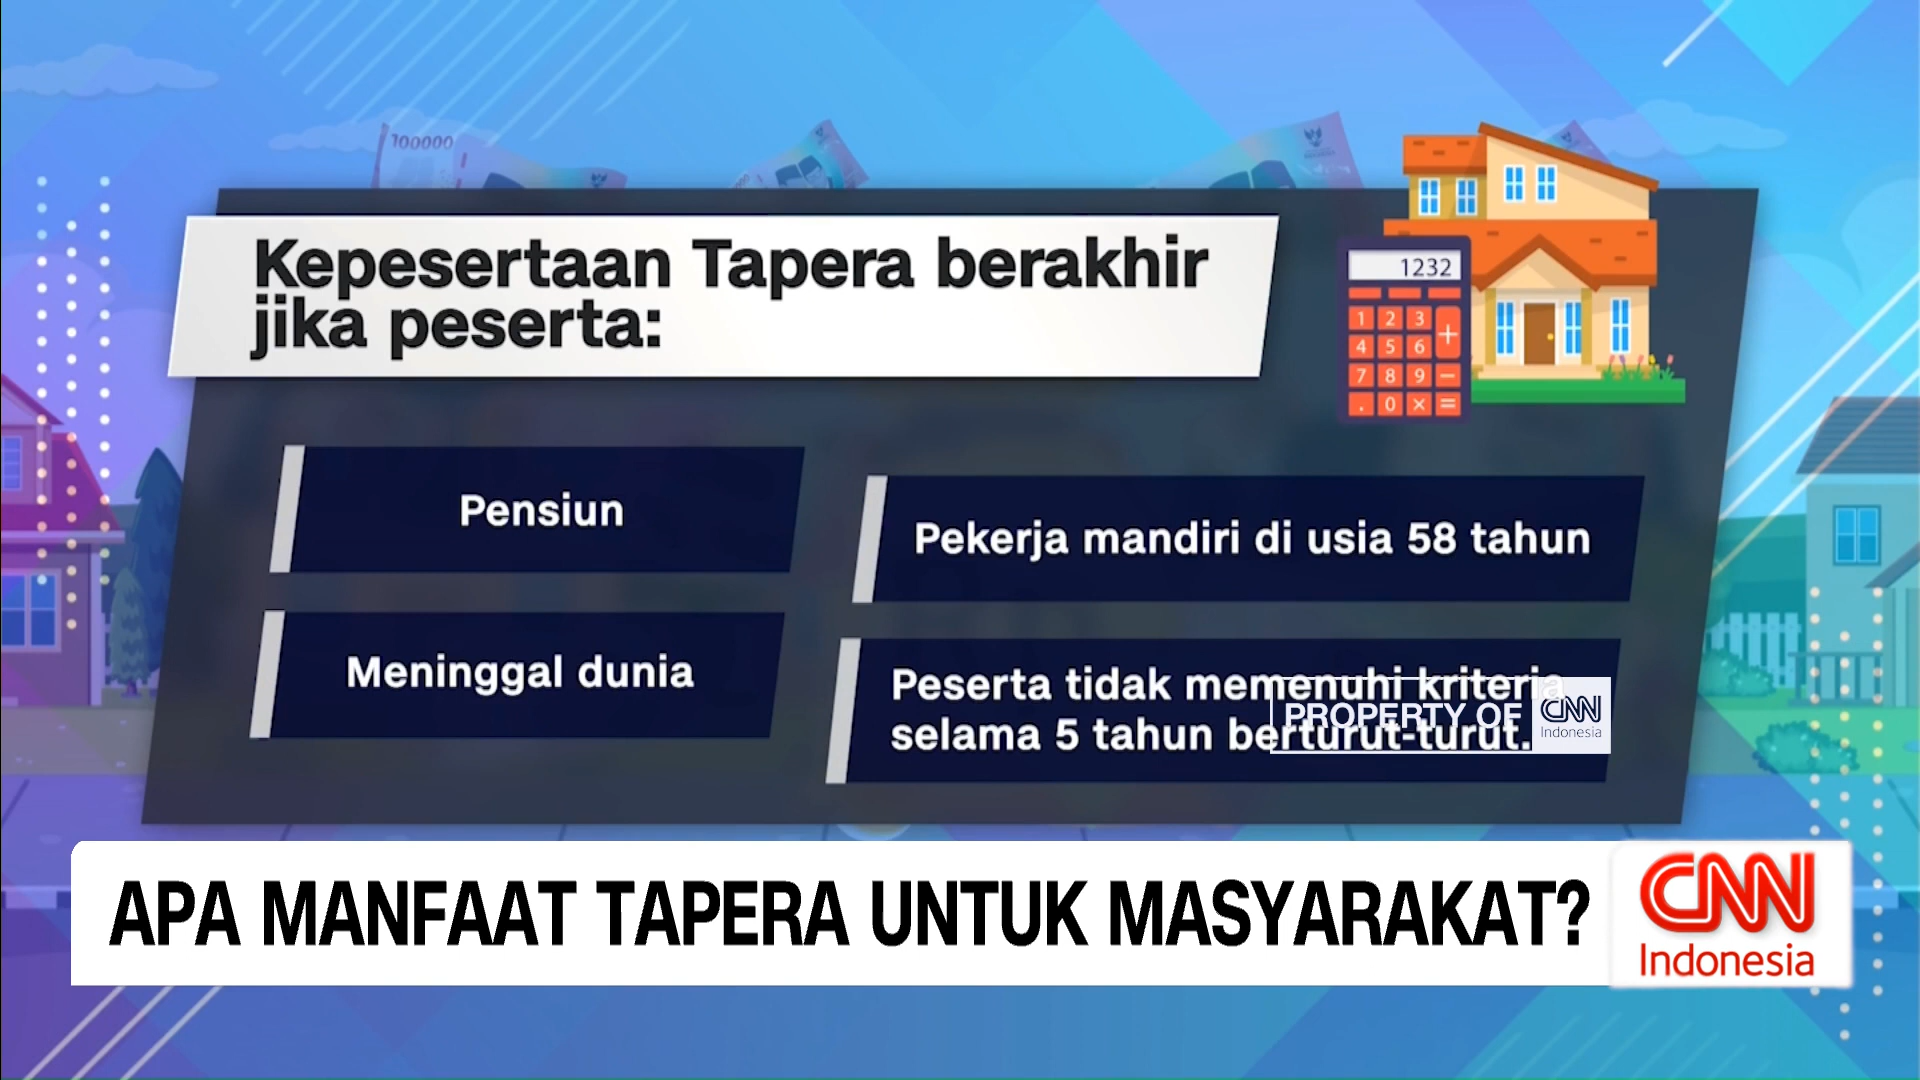 100000
Kepesertaan Tapera berakhir
jika peserta:
1232
1 2 3 +
4 5 6
7 8 9 -
. 0 × =
Pensiun
Pekerja mandiri di usia 58 tahun
Meninggal dunia
Peserta tidak memenuhi kriteria
selama 5 tahun berturut-turut.
PROPERTY OF CNN Indonesia
APA MANFAAT TAPERA UNTUK MASYARAKAT?
CNN
Indonesia